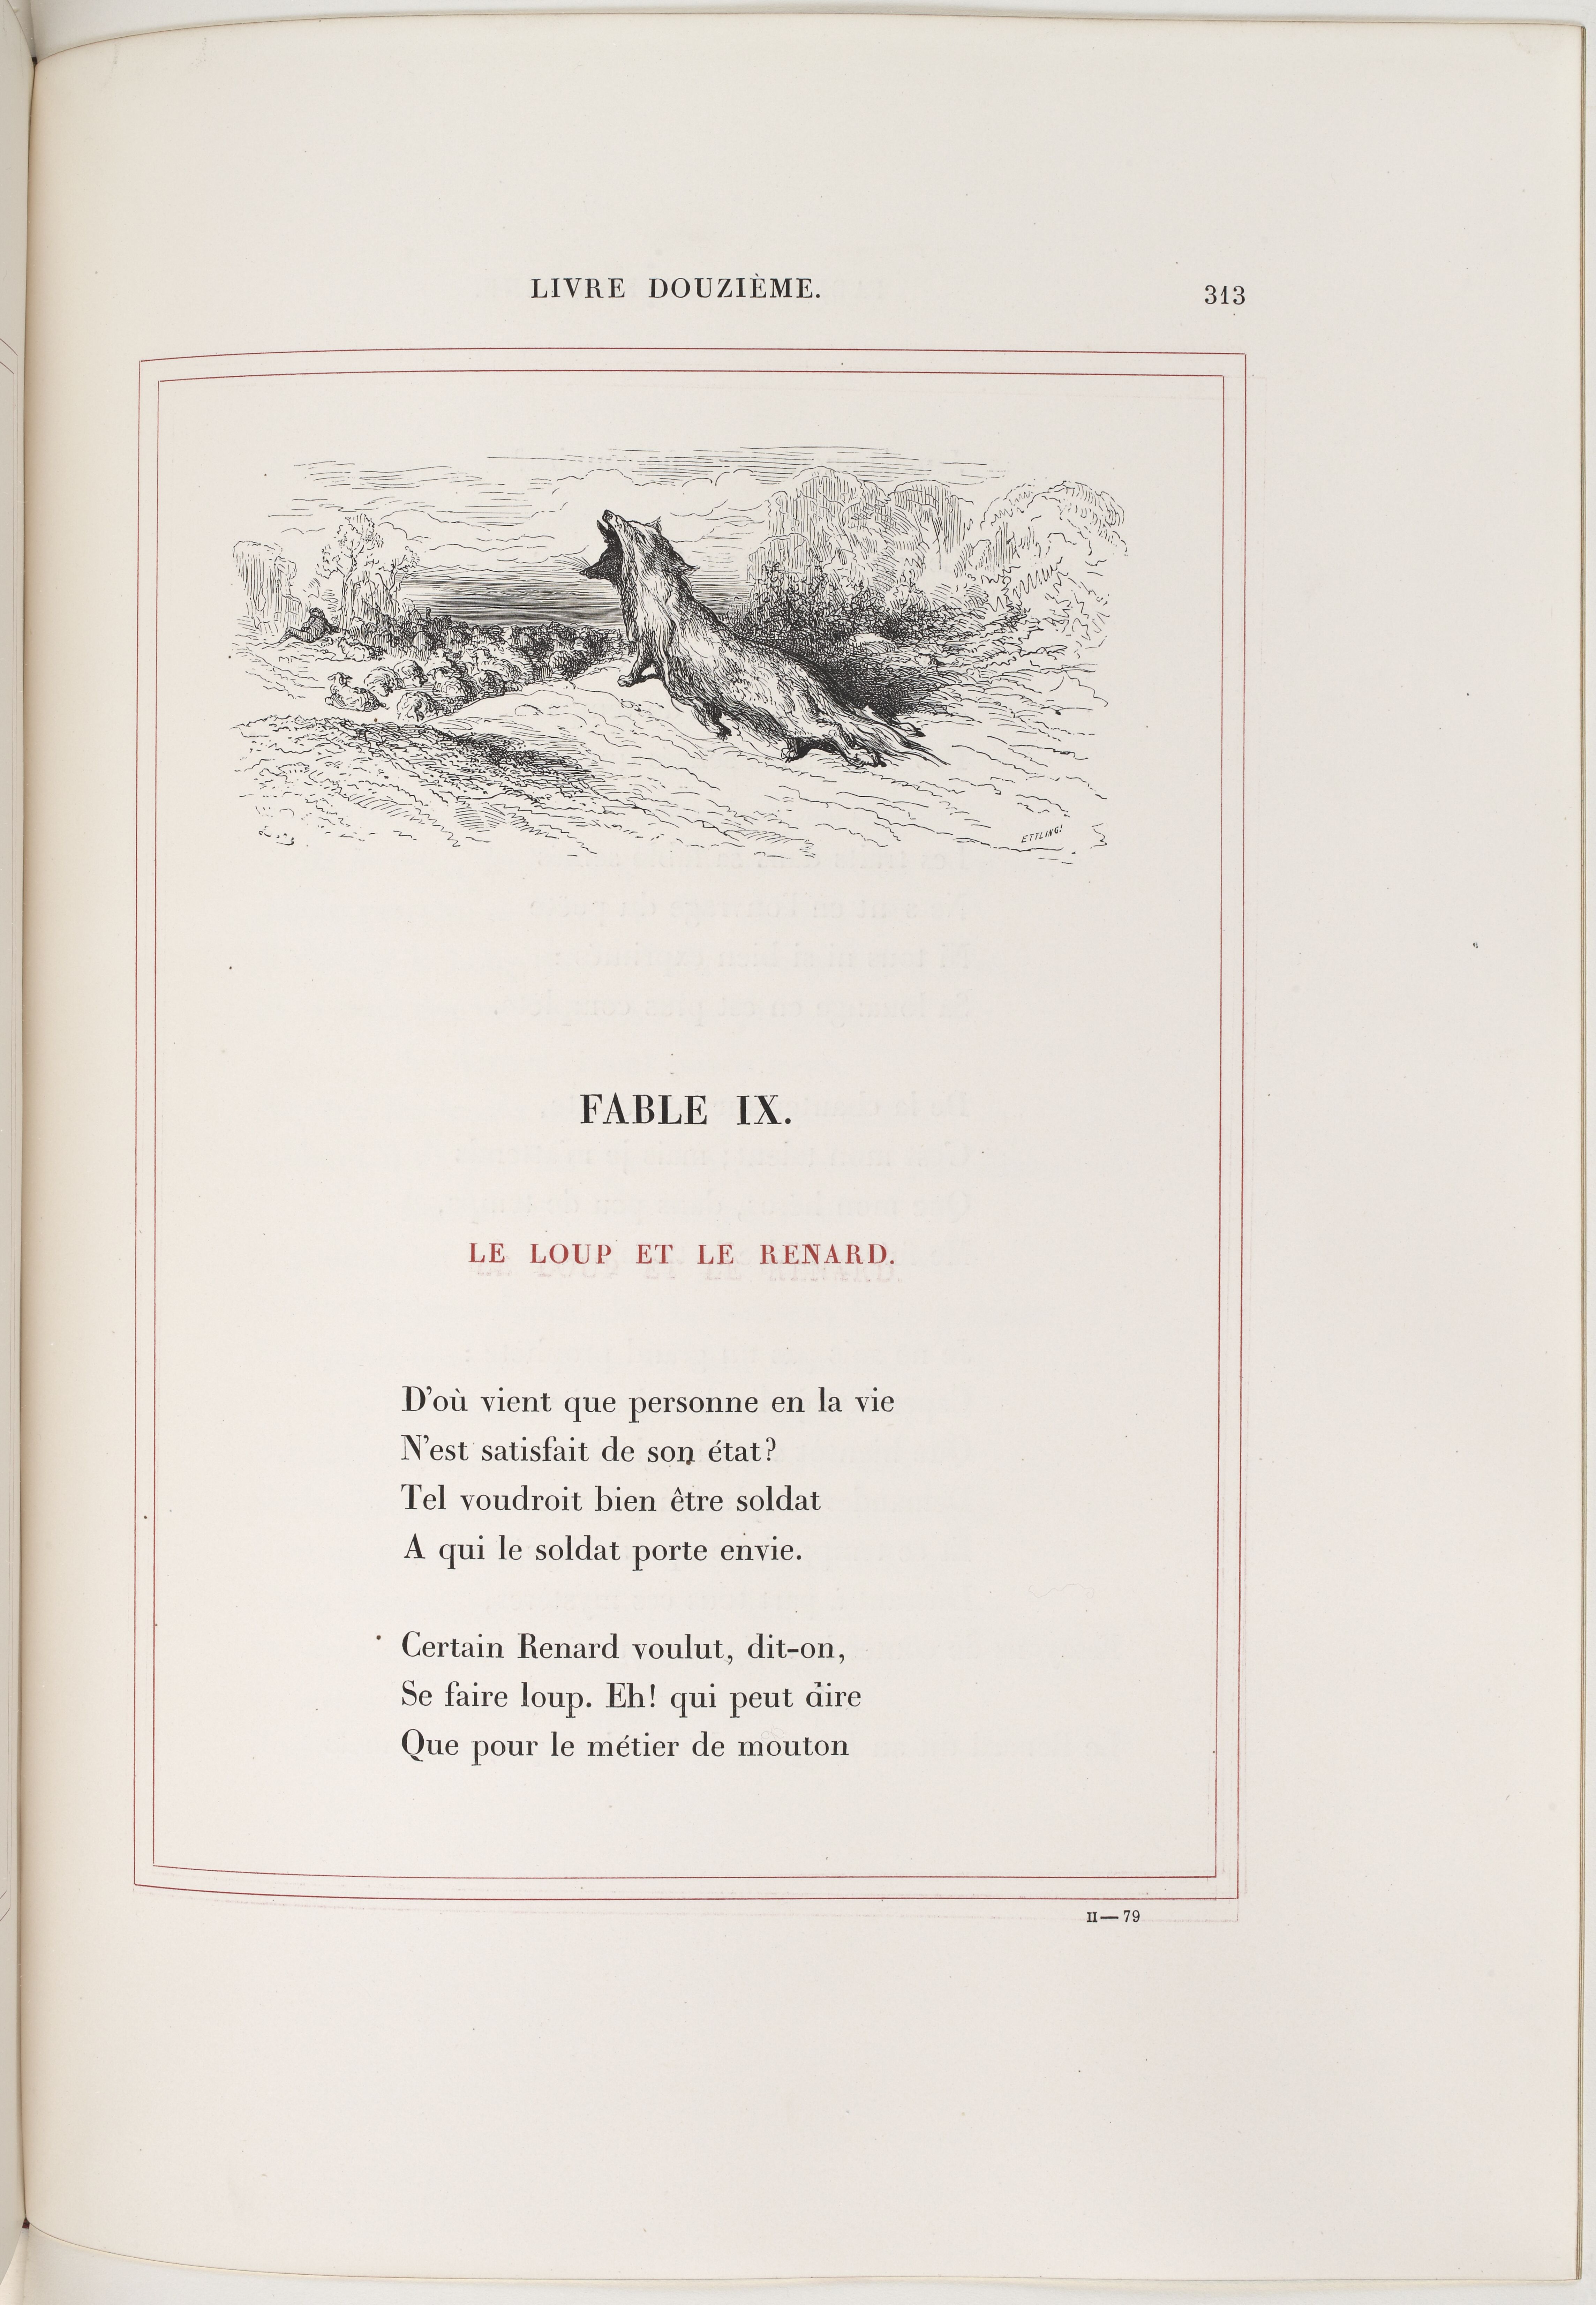 LIVRE DOUZIÈME.
313
ETTLING
FABLE IX.
LE LOUP ET LE RENARD.
D'où vient que personne en la vie
N'est satisfait de son état?
Tel voudroit bien être soldat
A qui le soldat porte envie.
Certain Renard voulut, dit-on,
Se faire loup. Eh! qui peut dire
Que pour le métier de mouton
II—79